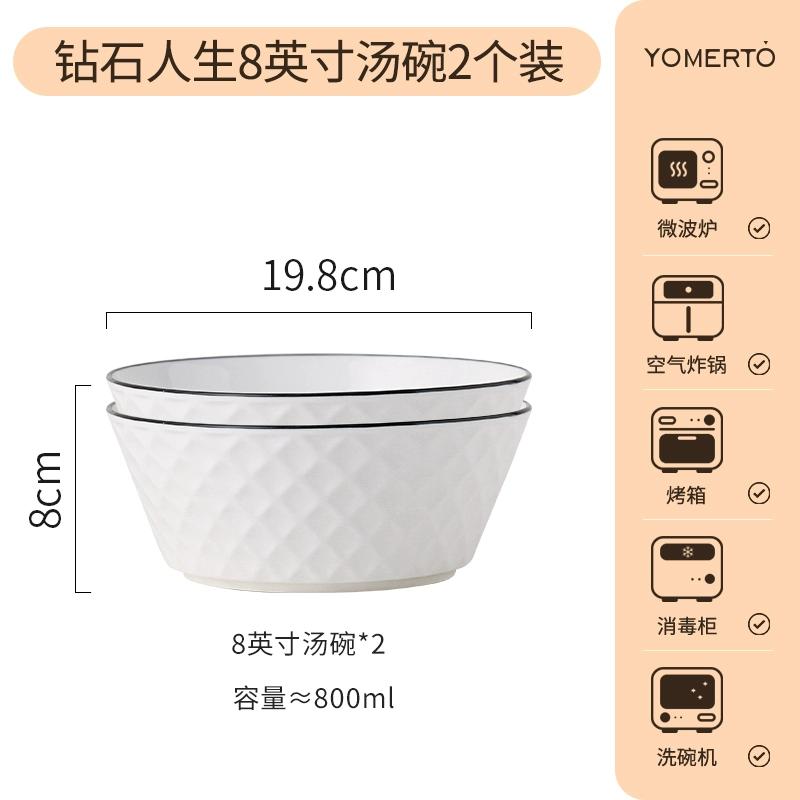 钻石人生8英寸汤碗2个装
YOMERTO
19.8cm
8cm
8英寸汤碗*2
容量≈800ml
微波炉
空气炸锅
烤箱
消毒柜
洗碗机